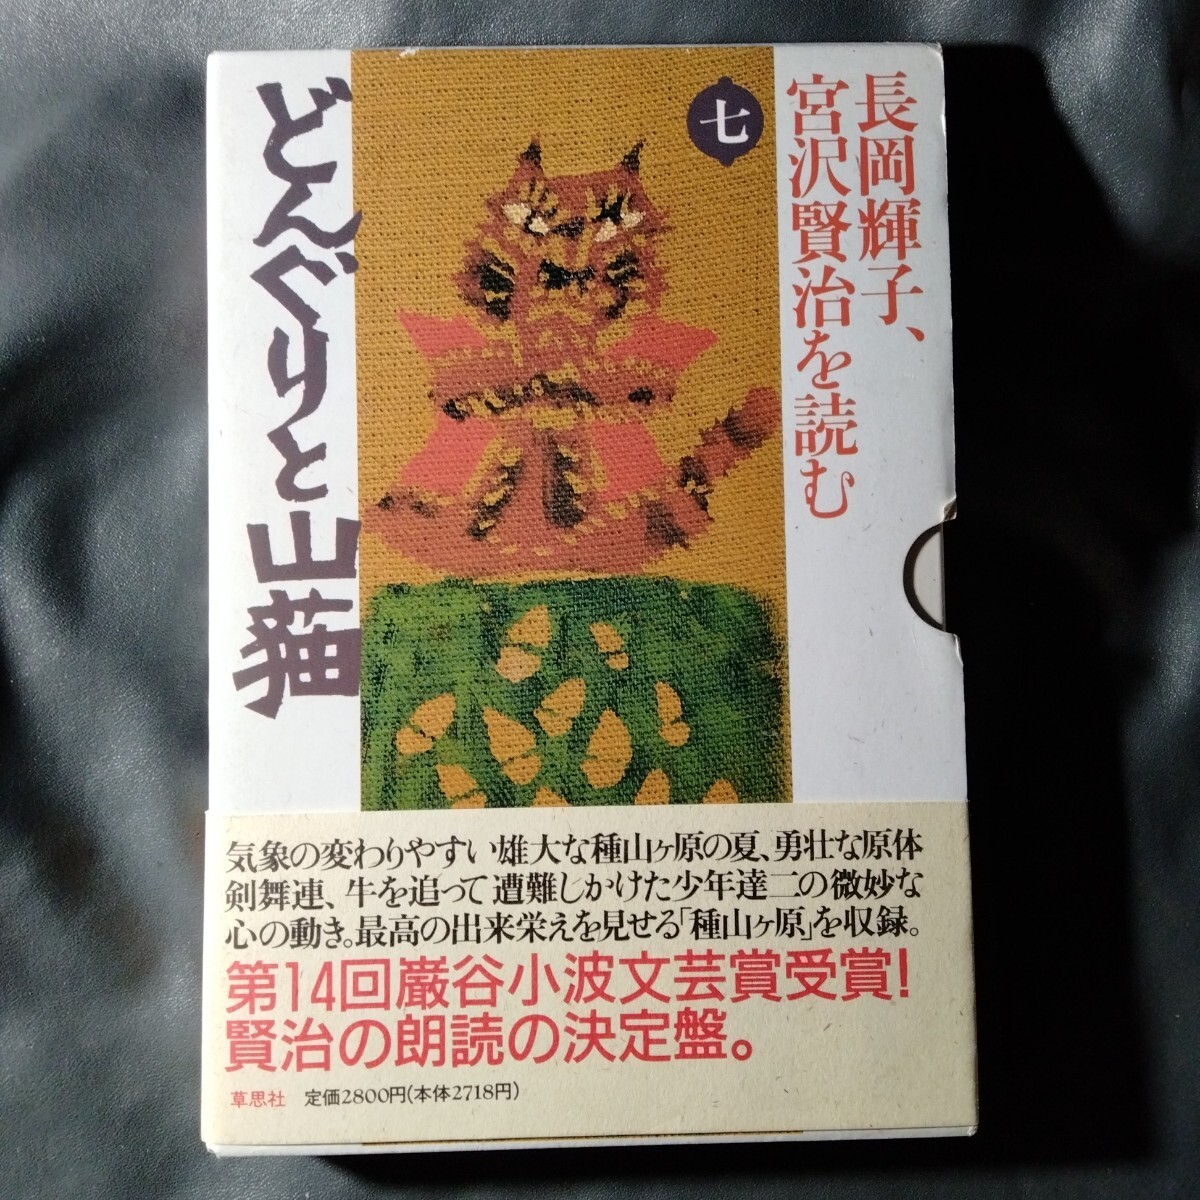 長岡輝子、
宮沢賢治を読む
七
どんぐりと山猫
気象の変わりやすい雄大な種山ヶ原の夏、勇壮な原体
剣舞連、牛を追って遭難しかけた少年達二の微妙な
心の動き。最高の出来栄えを見せる「種山ヶ原」を収録。
第14回巌谷小波文芸賞受賞!
賢治の朗読の決定盤。
草思社 定価2800円(本体2718円)